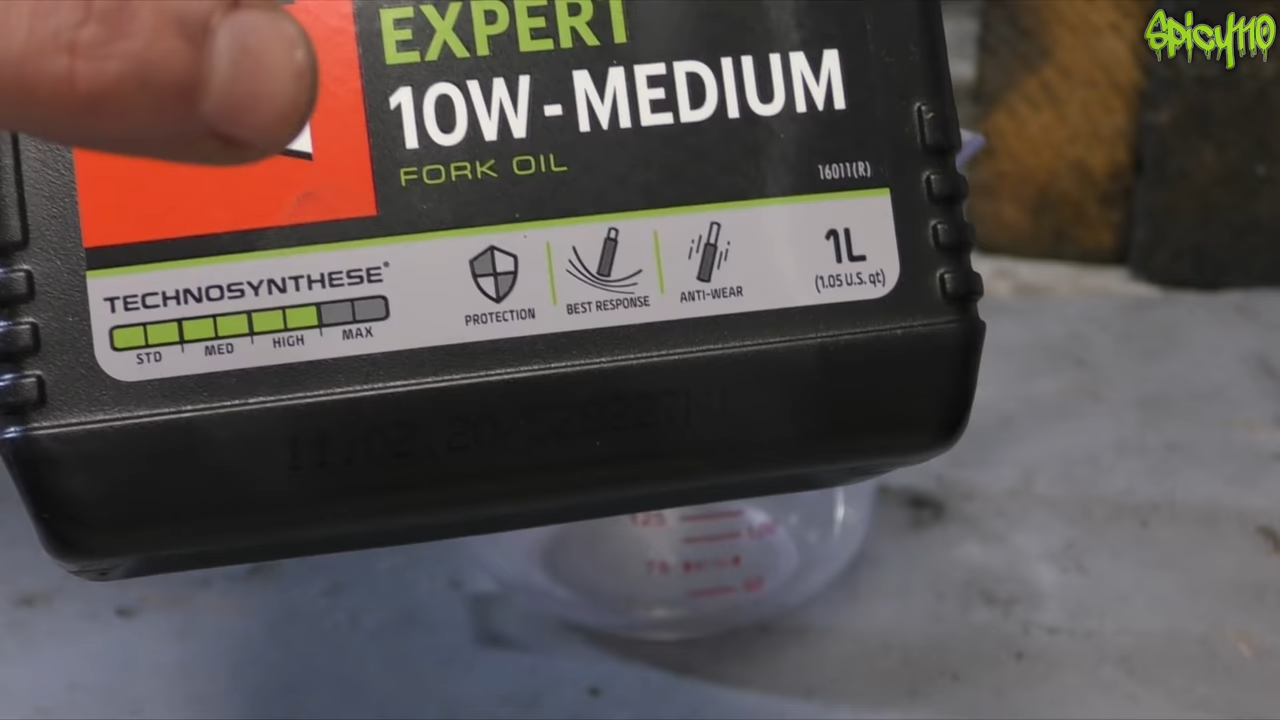 SPicY110
EXPERT
10W-MEDIUM
FORK OIL
16011(R)
TECHNOSYNTHESE®
STD MED HIGH MAX
PROTECTION
BEST RESPONSE
ANTI-WEAR
1L
(1.05 U.S. qt)
125